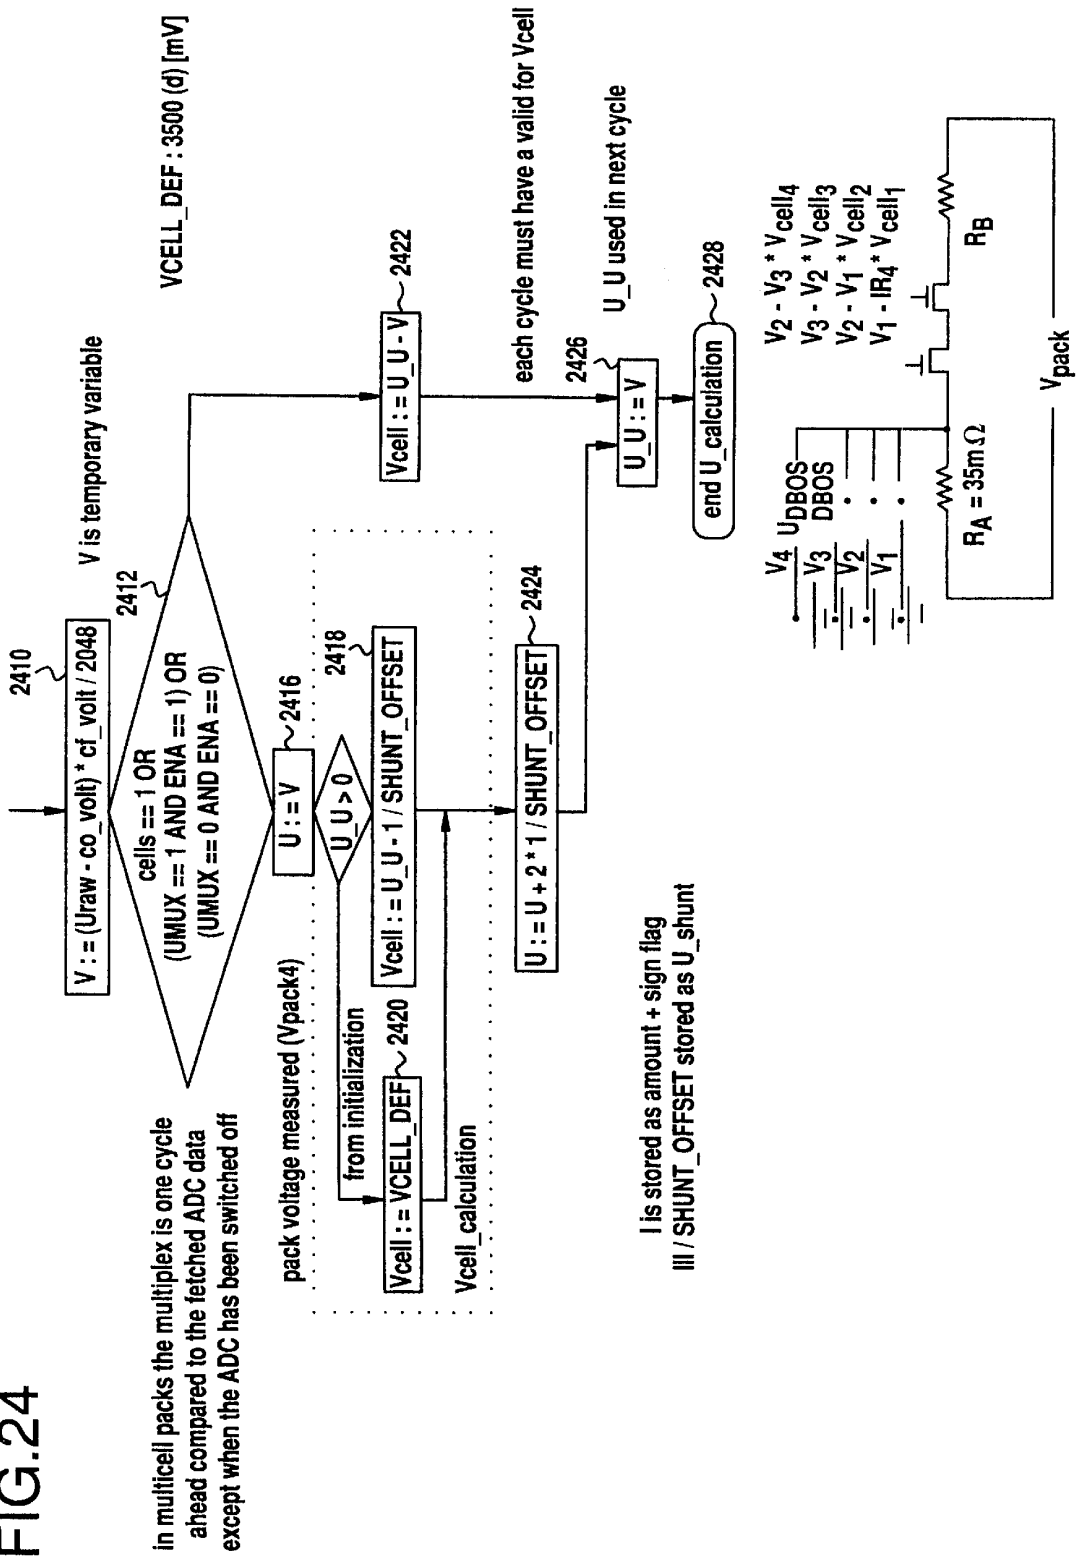 FIG.24
in multicell packs the multiplex is one cycle
ahead compared to the fetched ADC data
except when the ADC has been switched off
2410
V : = (Uraw - co_volt) * cf_volt / 2048
V is temporary variable
VCELL_DEF : 3500 (d) [mV]
2412
cells == 1 OR
(UMUX == 1 AND ENA == 1) OR
(UMUX == 0 AND ENA == 0)
pack voltage measured (Vpack4)
U : = V
2416
from initialization
U_U > 0
2418
Vcell : = VCELL_DEF
2420
Vcell : = U_U - 1 / SHUNT_OFFSET
Vcell : = U_U - V
2422
Vcell_calculation
each cycle must have a valid for Vcell
U : = U + 2 * 1 / SHUNT_OFFSET
2424
2426
U_U : = V
U_U used in next cycle
end U_calculation
2428
I is stored as amount + sign flag
III / SHUNT_OFFSET stored as U_shunt
V4
UDBOS
V3
DBOS
V2
V1
V2 - V3 * Vcell4
V3 - V2 * Vcell3
V2 - V1 * Vcell2
V1 - IR4 * Vcell1
RA = 35m Ω
RB
Vpack